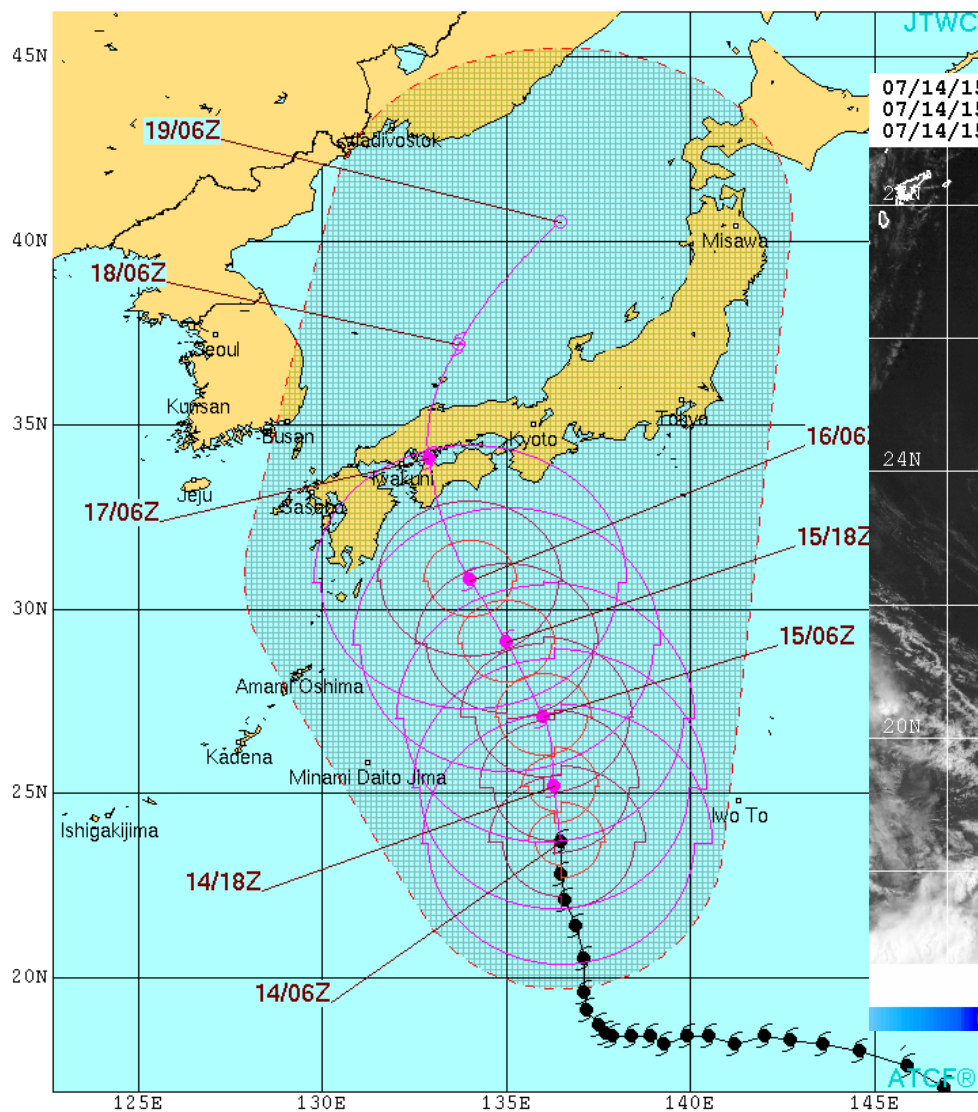 JTWC
45N
07/14/15
07/14/15
07/14/15
19/06Z
Vladivostok
40N
Misawa
18/06Z
Seoul
Kunsan
Tokyo
35N
Busan
Kyoto
16/06Z
24N
Iwakuni
Jeju
Sasebo
17/06Z
15/18Z
30N
15/06Z
Amami Oshima
20N
Kadena
Minami Daito Jima
25N
Iwo To
Ishigakijima
14/18Z
20N
14/06Z
ATCF®
125E
130E
135E
140E
145E